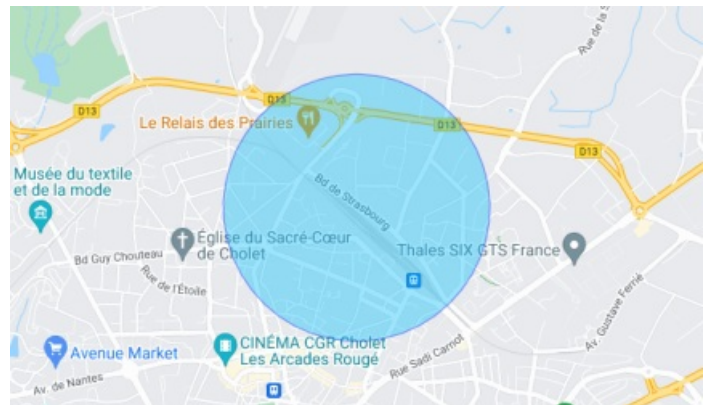 Rue de la S
D13
D13
Le Relais des Prairies
D13
D13
Musée du textile
et de la mode
Bd de Strasbourg
Église du Sacré-Cœur
de Cholet
Thales SIX GTS France
Bd Guy Chouteau
Rue de l'Étoile
Av. Gustave Ferrié
CINÉMA CGR Cholet
Les Arcades Rougé
Avenue Market
Rue Sadi Carnot
Av. de Nantes